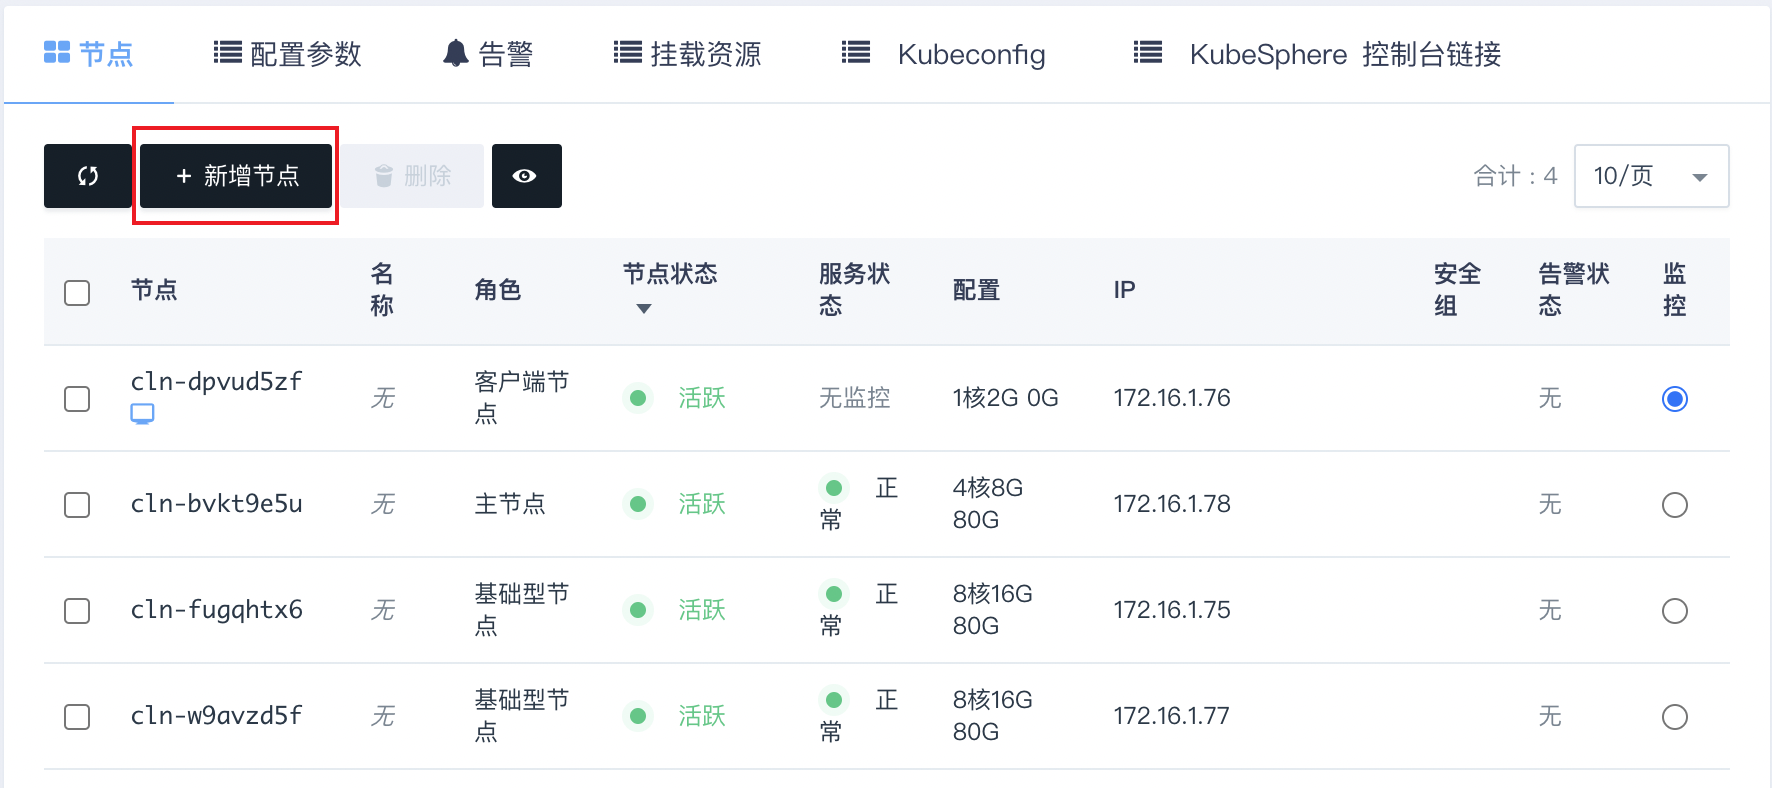 节点 配置参数 告警 挂载资源 Kubeconfig KubeSphere 控制台链接
+ 新增节点 删除 合计：4 10/页
节点 名称 角色 节点状态 服务状态 配置 IP 安全组 告警状态 监控
cln-dpvud5zf 无 客户端节点 活跃 无监控 1核2G 0G 172.16.1.76 无
cln-bvkt9e5u 无 主节点 活跃 正常 4核8G 80G 172.16.1.78 无
cln-fugqhtx6 无 基础型节点 活跃 正常 8核16G 80G 172.16.1.75 无
cln-w9avzd5f 无 基础型节点 活跃 正常 8核16G 80G 172.16.1.77 无